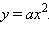 y = ax².